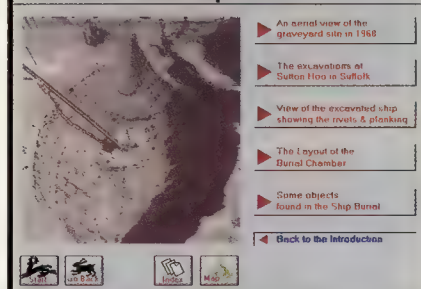 An aerial view of the
graveyard site in 1968
The excavations at
Sutton Hoo in Suffolk
View of the excavated ship
showing the rivets & planking
The Layout of the
Burial Chamber
Some objects
found in the Ship Burial
Back to the Introduction
Start
Go Back
Index
Map